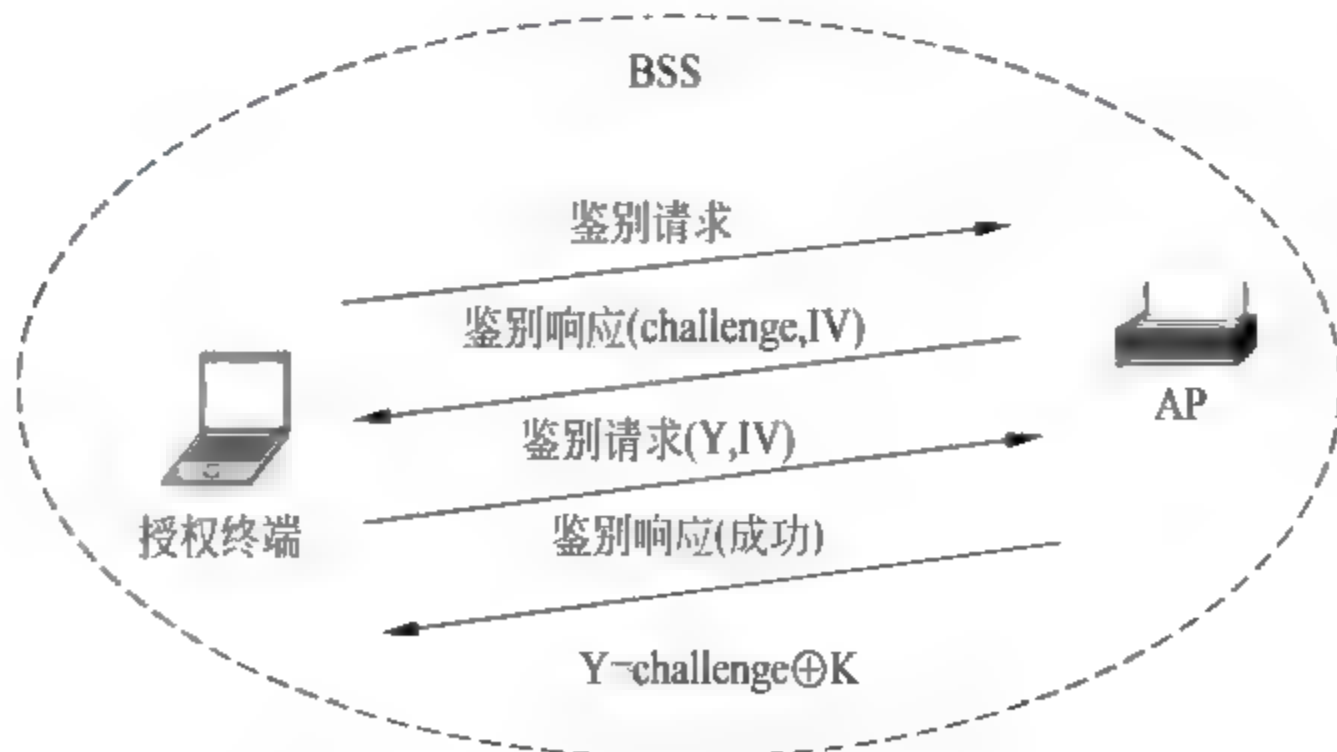 BSS
鉴别请求
鉴别响应(challenge,IV)
AP
鉴别请求(Y,IV)
授权终端
鉴别响应(成功)
Y=challenge⊕K